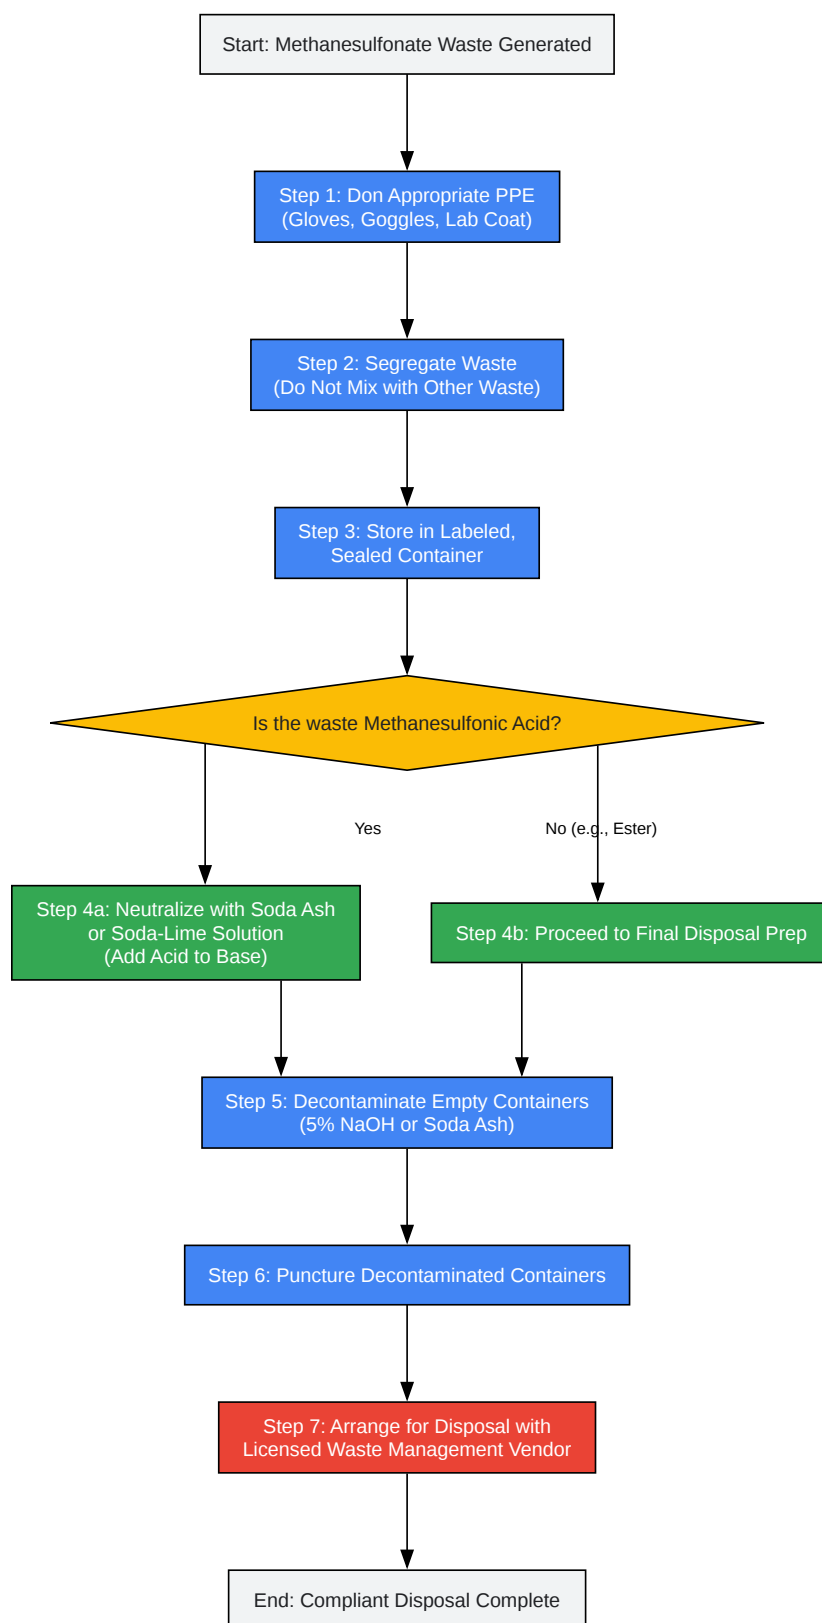 Start: Methanesulfonate Waste Generated
Step 1: Don Appropriate PPE
(Gloves, Goggles, Lab Coat)
Step 2: Segregate Waste
(Do Not Mix with Other Waste)
Step 3: Store in Labeled,
Sealed Container
Is the waste Methanesulfonic Acid?
Yes
No (e.g., Ester)
Step 4a: Neutralize with Soda Ash
or Soda-Lime Solution
(Add Acid to Base)
Step 4b: Proceed to Final Disposal Prep
Step 5: Decontaminate Empty Containers
(5% NaOH or Soda Ash)
Step 6: Puncture Decontaminated Containers
Step 7: Arrange for Disposal with
Licensed Waste Management Vendor
End: Compliant Disposal Complete